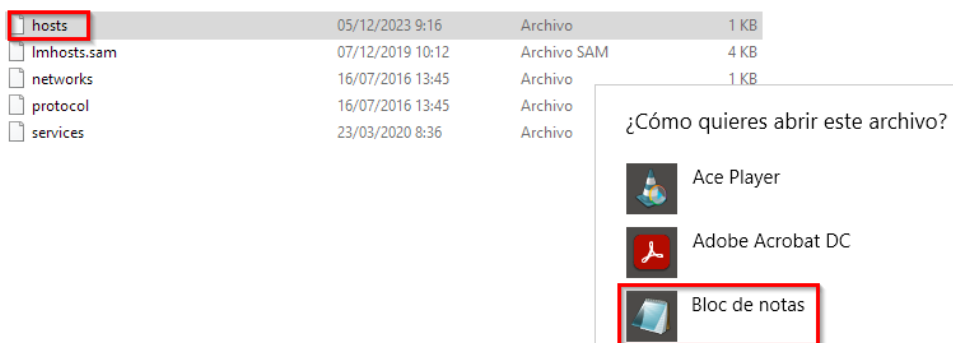 hosts 05/12/2023 9:16 Archivo 1 KB
lmhosts.sam 07/12/2019 10:12 Archivo SAM 4 KB
networks 16/07/2016 13:45 Archivo 1 KB
protocol 16/07/2016 13:45 Archivo
services 23/03/2020 8:36 Archivo
¿Cómo quieres abrir este archivo?
Ace Player
Adobe Acrobat DC
Bloc de notas